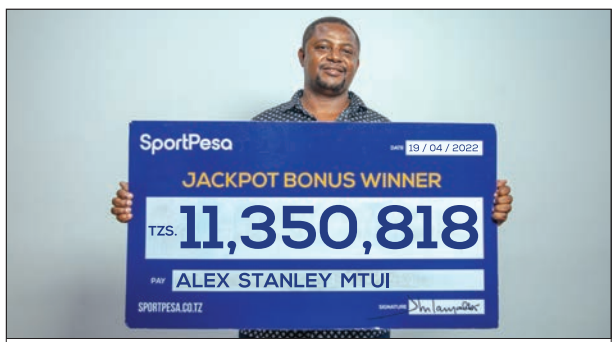 SportPesa
DATE 19 / 04 / 2022
JACKPOT BONUS WINNER
TZS. 11,350,818
PAY ALEX STANLEY MTUI
SPORTPESA.CO.TZ
SIGNATURE